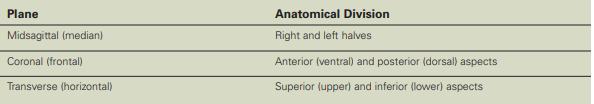 Plane Anatomical Division
Midsagittal (median) Right and left halves
Coronal (frontal) Anterior (ventral) and posterior (dorsal) aspects
Transverse (horizontal) Superior (upper) and inferior (lower) aspects